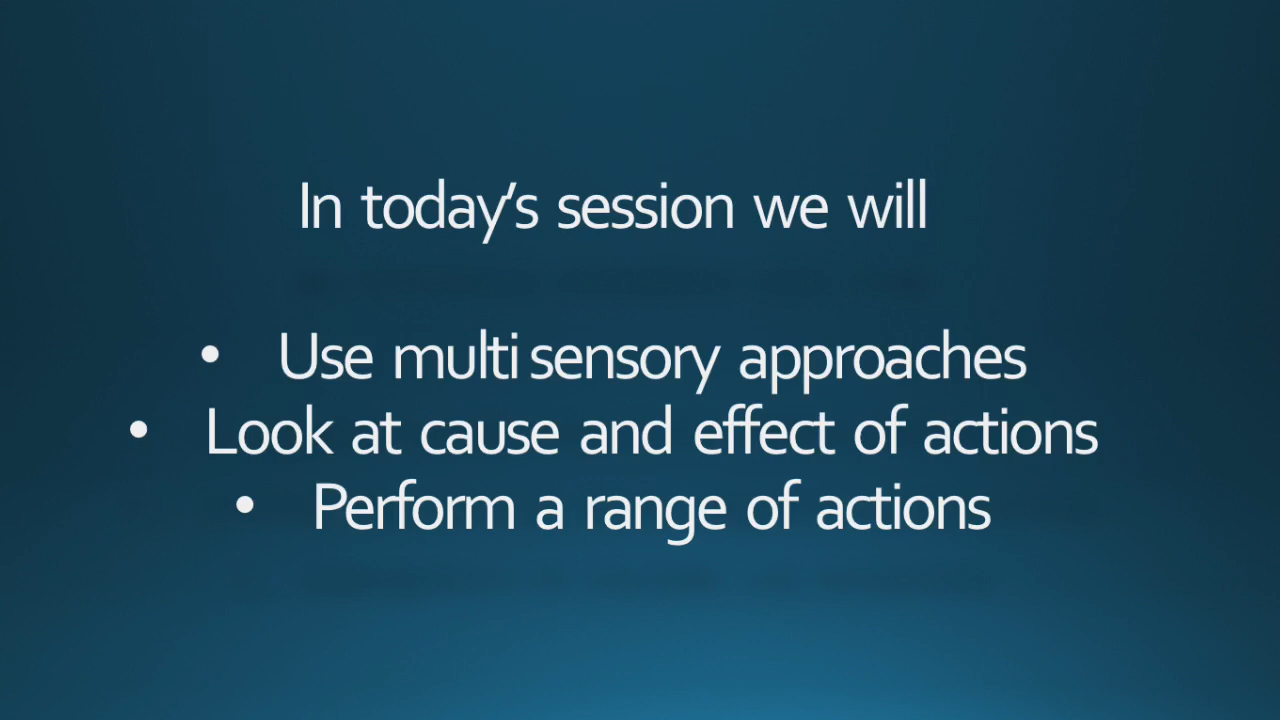 In today's session we will
• Use multi sensory approaches
• Look at cause and effect of actions
• Perform a range of actions